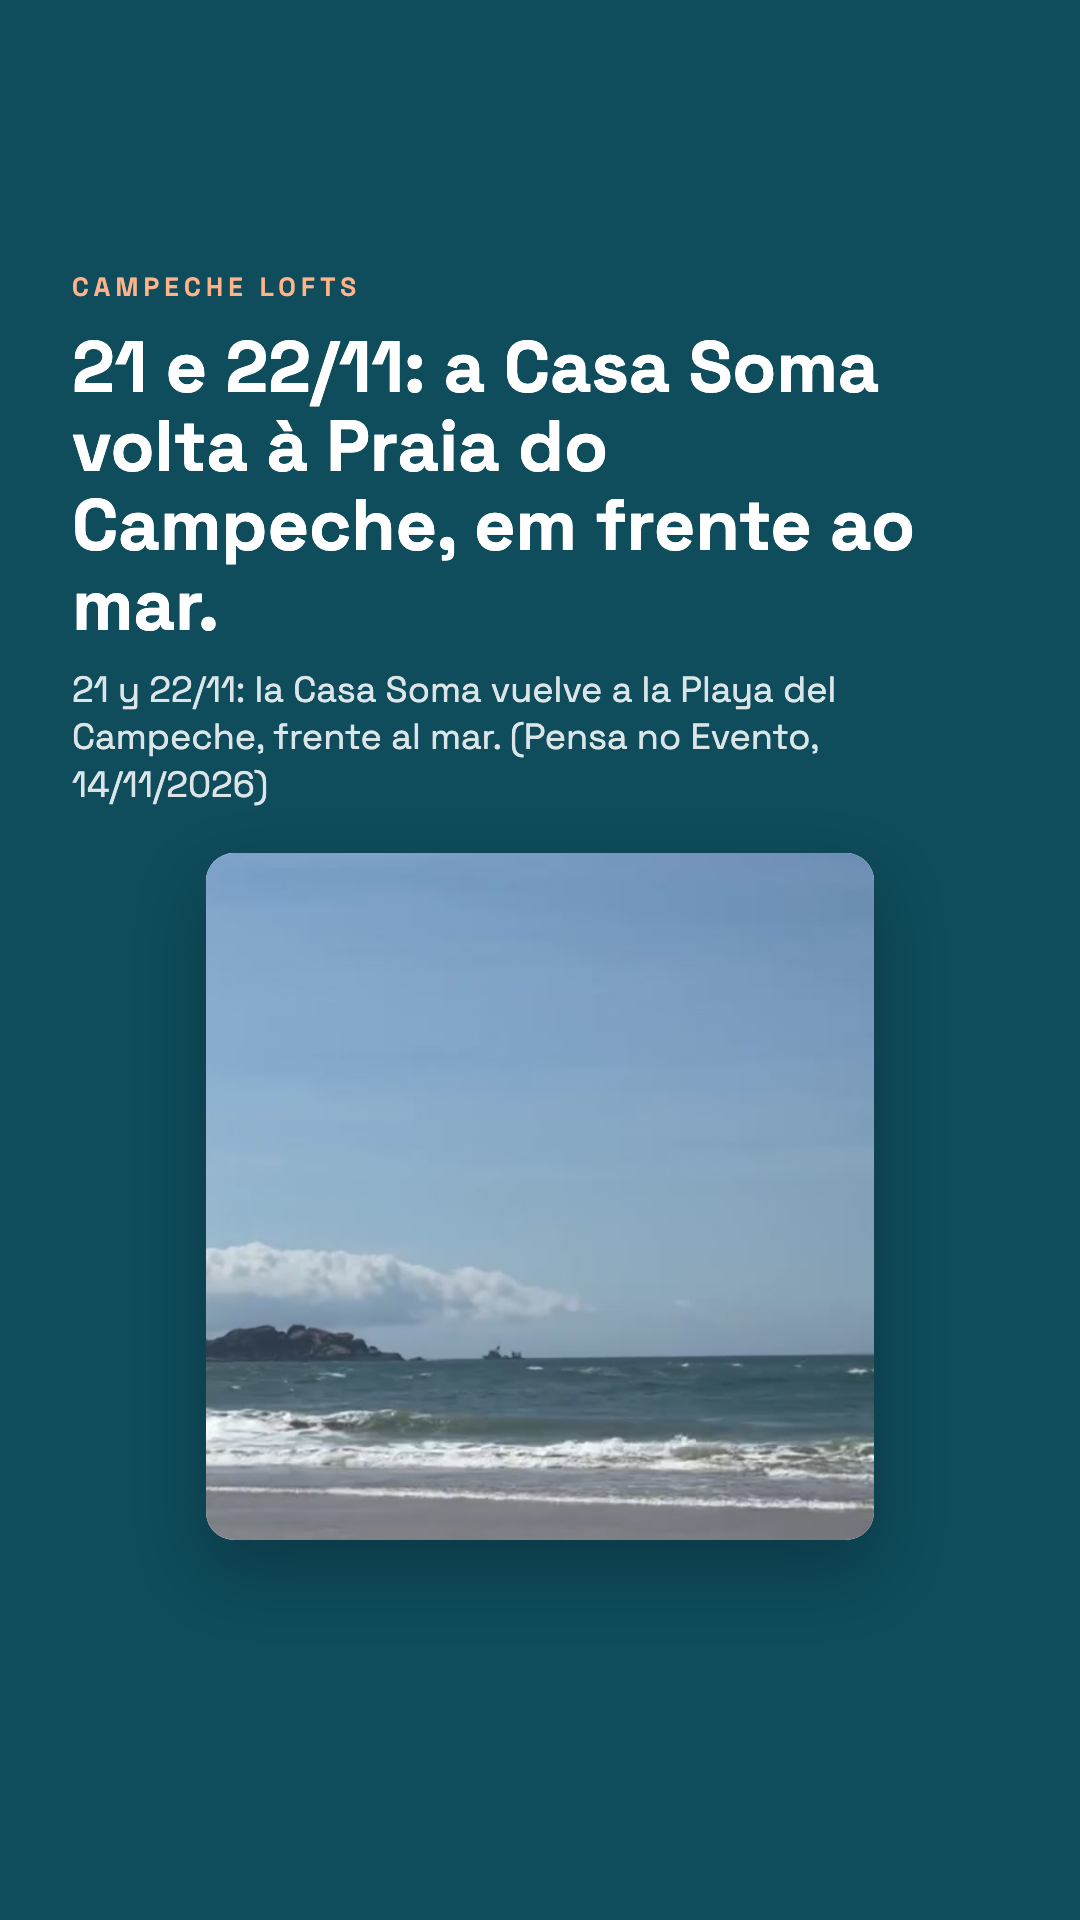 CAMPECHE LOFTS
21 e 22/11: a Casa Soma
volta à Praia do
Campeche, em frente ao
mar.
21 y 22/11: la Casa Soma vuelve a la Playa del
Campeche, frente al mar. (Pensa no Evento,
14/11/2026)